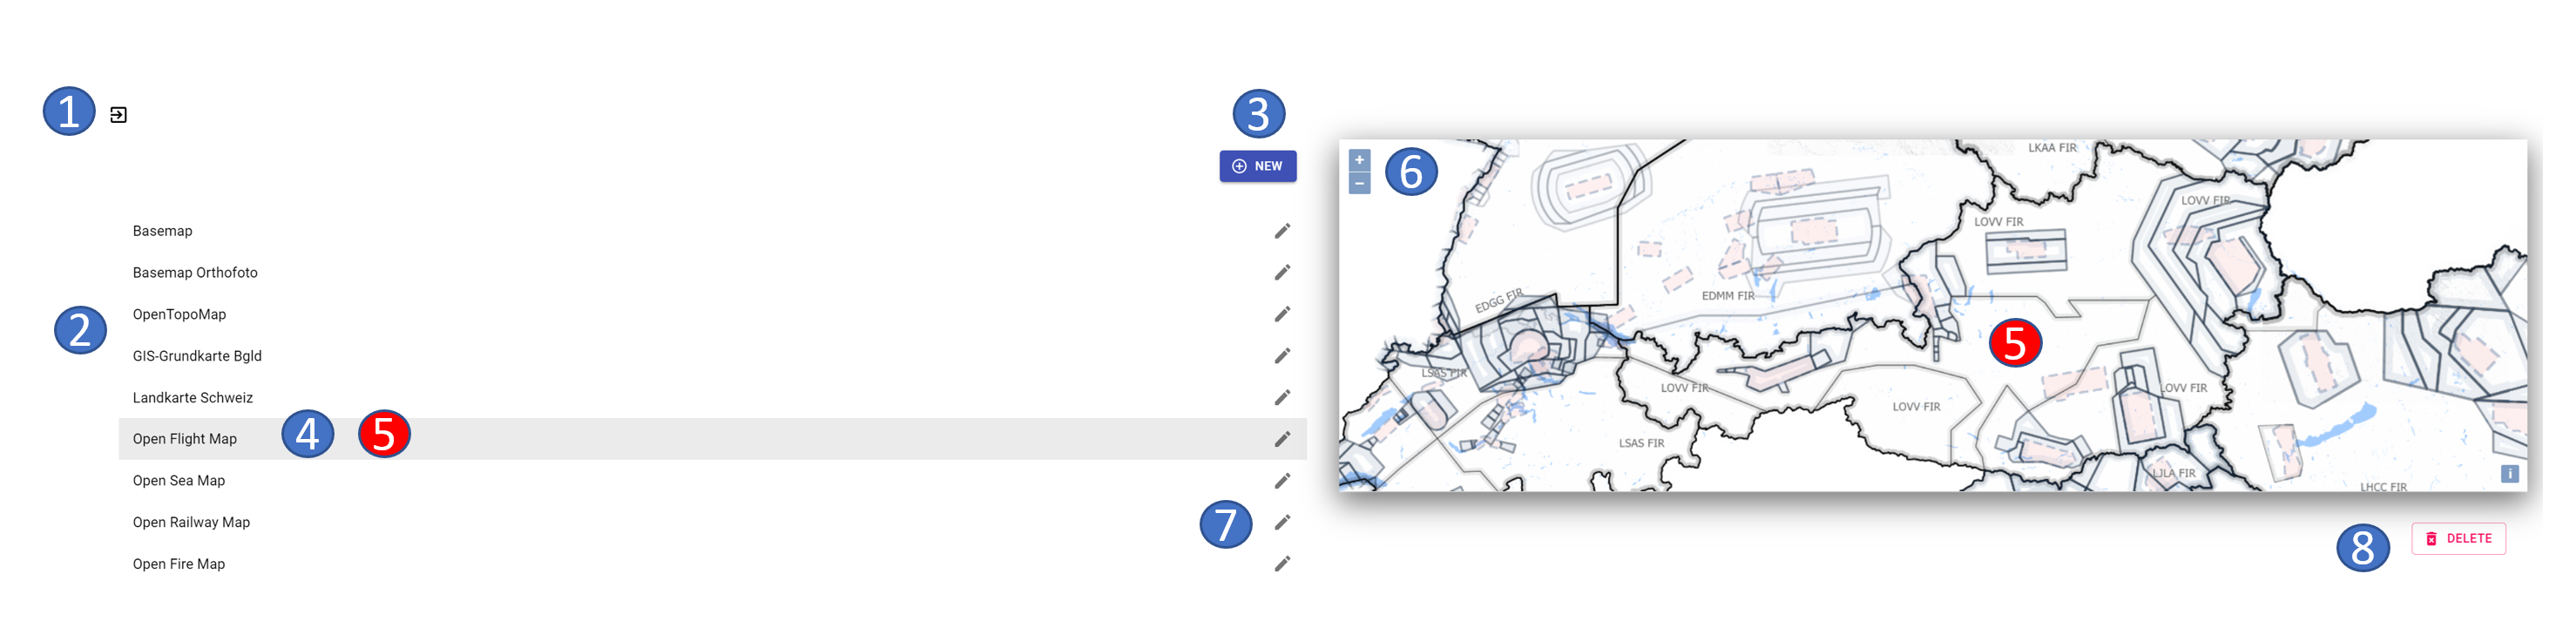 1
3
NEW
Basemap
Basemap Orthofoto
OpenTopoMap
2
GIS-Grundkarte Bgld
Landkarte Schweiz
Open Flight Map
4 5
Open Sea Map
Open Railway Map
7
Open Fire Map
+
−
6
LKAA FIR
LOVV FIR
LOVV FIR
EDGG FIR
EDMM FIR
5
LSAS FIR
LOVV FIR
LOVV FIR
LOVV FIR
LSAS FIR
LJLA FIR
LHCC FIR
i
8
DELETE